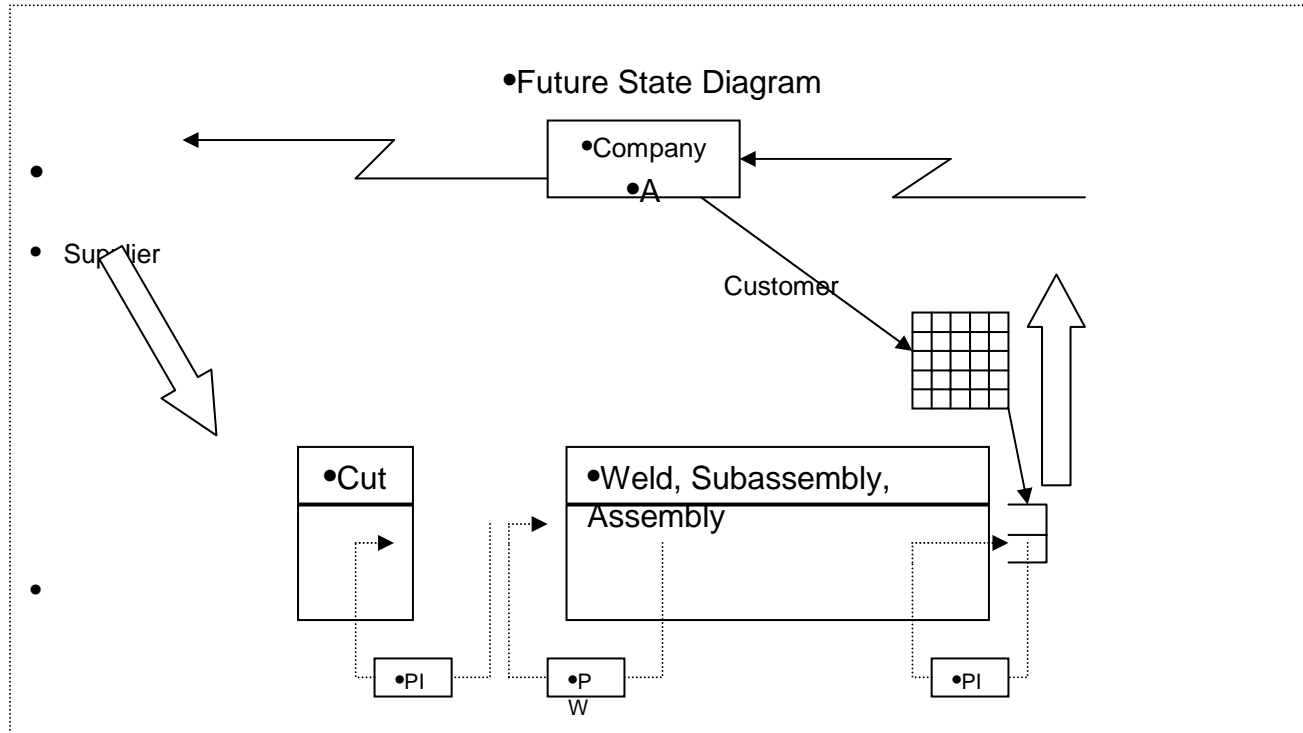 •Future State Diagram
•Company
•A
•
• Supplier
Customer
•Cut
•Weld, Subassembly,
Assembly
•
•PI
•P
W
•PI